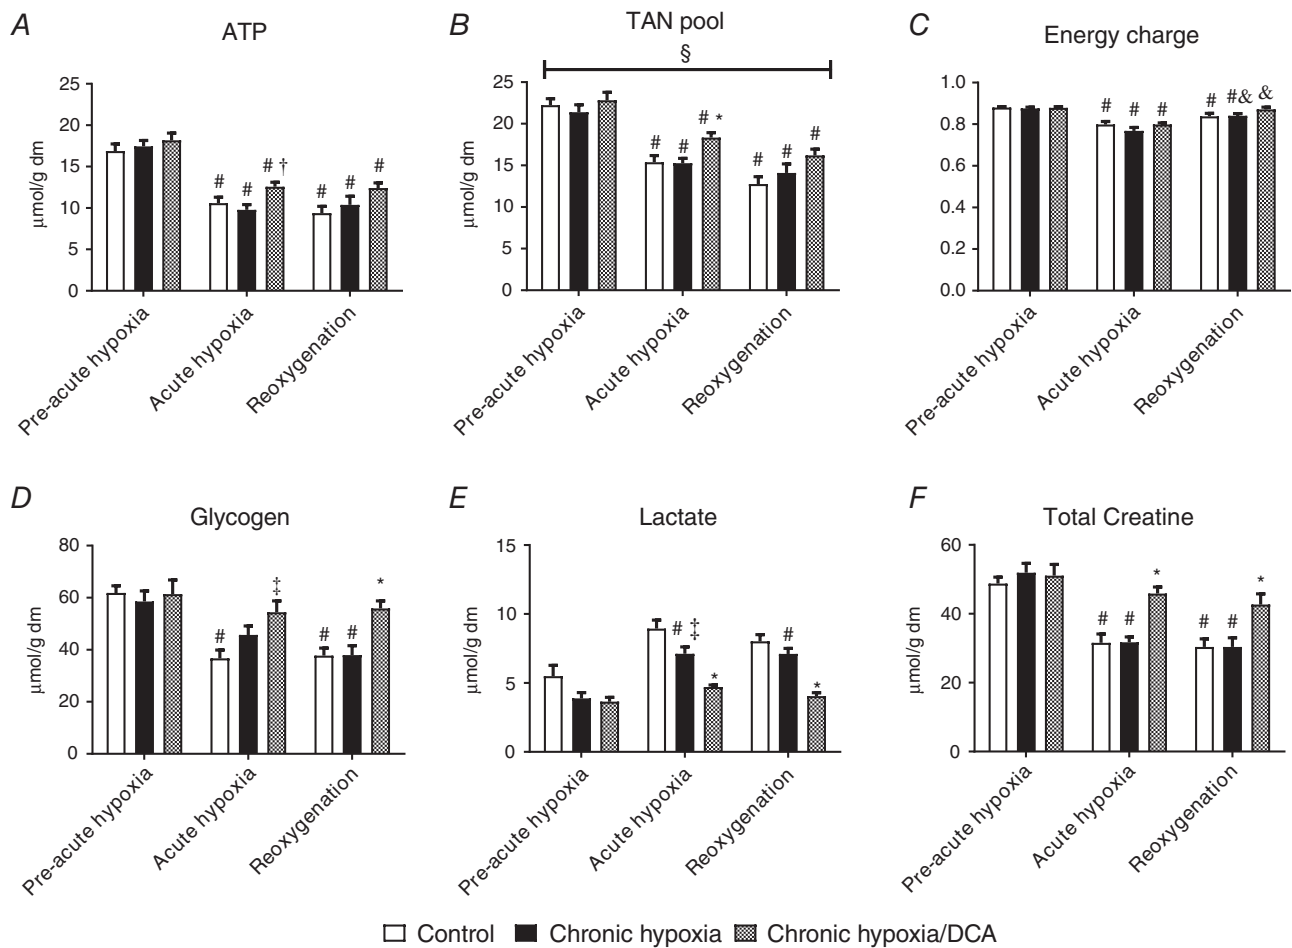 A
ATP
B
TAN pool
C
Energy charge
§
25
20
15
10
5
0
μmol/g dm
# # # †
# # #
Pre-acute hypoxia
Acute hypoxia
Reoxygenation
25
20
15
10
5
0
μmol/g dm
# # # *
# # #
Pre-acute hypoxia
Acute hypoxia
Reoxygenation
1.0
0.8
0.6
0.4
0.2
0.0
# # #
# #& &
Pre-acute hypoxia
Acute hypoxia
Reoxygenation
D
Glycogen
E
Lactate
F
Total Creatine
80
60
40
20
0
μmol/g dm
# ‡
# # *
Pre-acute hypoxia
Acute hypoxia
Reoxygenation
15
10
5
0
μmol/g dm
# ‡ *
# *
Pre-acute hypoxia
Acute hypoxia
Reoxygenation
60
40
20
0
μmol/g dm
# # *
# # *
Pre-acute hypoxia
Acute hypoxia
Reoxygenation
Control Chronic hypoxia Chronic hypoxia/DCA